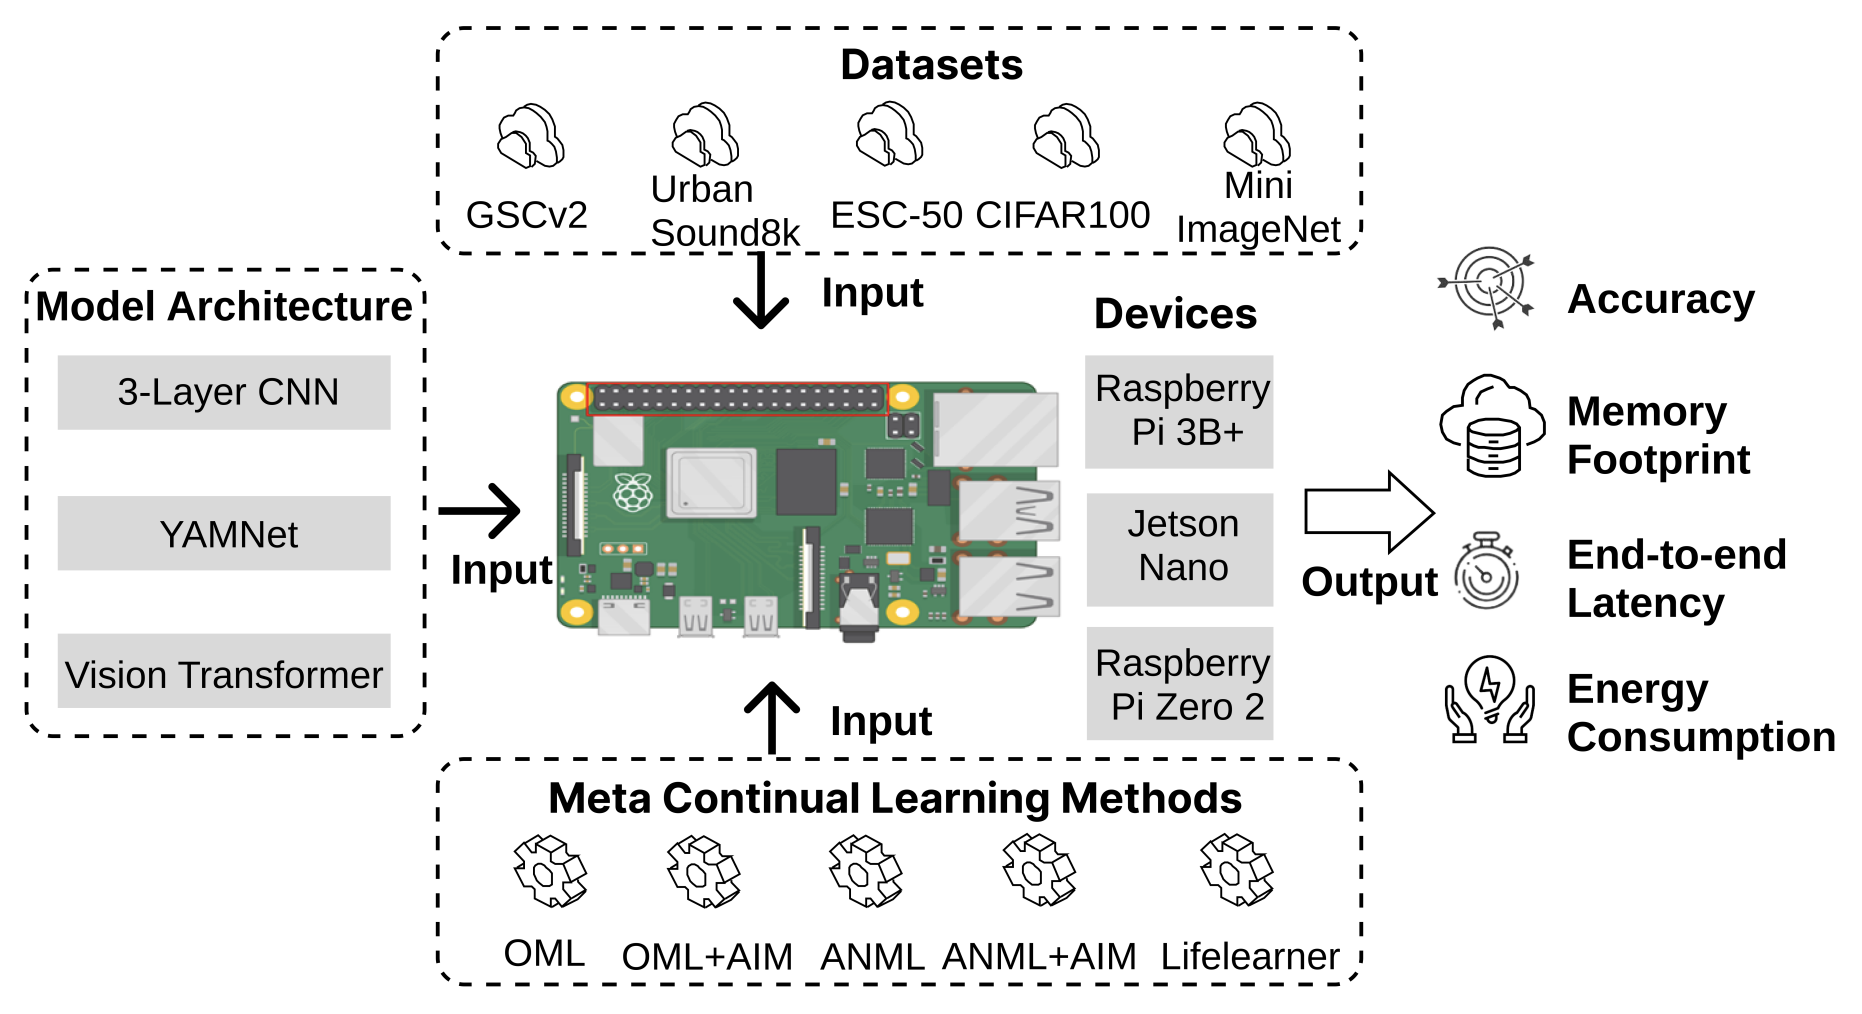 Datasets
GSCv2
Urban
Sound8k
ESC-50
CIFAR100
Mini
ImageNet
Input
Model Architecture
3-Layer CNN
YAMNet
Vision Transformer
Input
Devices
Raspberry
Pi 3B+
Jetson
Nano
Raspberry
Pi Zero 2
Output
Accuracy
Memory
Footprint
End-to-end
Latency
Energy
Consumption
Input
Meta Continual Learning Methods
OML
OML+AIM
ANML
ANML+AIM
Lifelearner